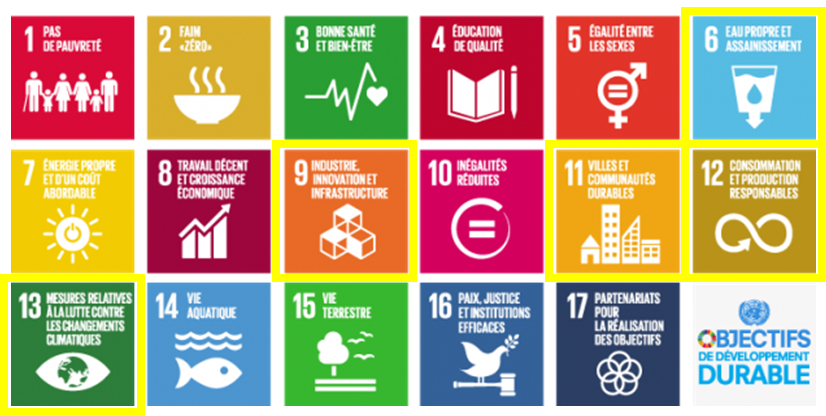 1 PAS
DE PAUVRETÉ
2 FAIM
«ZÉRO»
3 BONNE SANTÉ
ET BIEN-ÊTRE
4 ÉDUCATION
DE QUALITÉ
5 ÉGALITÉ ENTRE
LES SEXES
6 EAU PROPRE ET
ASSAINISSEMENT
7 ÉNERGIE PROPRE
ET D'UN COÛT
ABORDABLE
8 TRAVAIL DÉCENT
ET CROISSANCE
ÉCONOMIQUE
9 INDUSTRIE,
INNOVATION ET
INFRASTRUCTURE
10 INÉGALITÉS
RÉDUITES
11 VILLES ET
COMMUNAUTÉS
DURABLES
12 CONSOMMATION
ET PRODUCTION
RESPONSABLES
13 MESURES RELATIVES
À LA LUTTE CONTRE
LES CHANGEMENTS
CLIMATIQUES
14 VIE
AQUATIQUE
15 VIE
TERRESTRE
16 PAIX, JUSTICE
ET INSTITUTIONS
EFFICACES
17 PARTENARIATS
POUR
LA RÉALISATION
DES OBJECTIFS
OBJECTIFS
DE DÉVELOPPEMENT
DURABLE